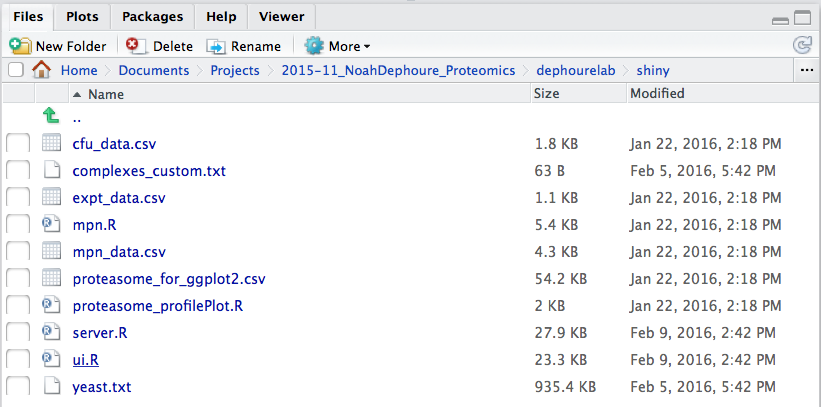 Files Plots Packages Help Viewer
New Folder Delete Rename More
Home Documents Projects 2015-11_NoahDephoure_Proteomics dephourelab shiny ...
Name Size Modified
..
cfu_data.csv 1.8 KB Jan 22, 2016, 2:18 PM
complexes_custom.txt 63 B Feb 5, 2016, 5:42 PM
expt_data.csv 1.1 KB Jan 22, 2016, 2:18 PM
mpn.R 5.4 KB Jan 22, 2016, 2:18 PM
mpn_data.csv 4.3 KB Jan 22, 2016, 2:18 PM
proteasome_for_ggplot2.csv 54.2 KB Jan 22, 2016, 2:18 PM
proteasome_profilePlot.R 2 KB Jan 22, 2016, 2:18 PM
server.R 27.9 KB Feb 9, 2016, 2:42 PM
ui.R 23.3 KB Feb 9, 2016, 2:42 PM
yeast.txt 935.4 KB Feb 5, 2016, 5:42 PM